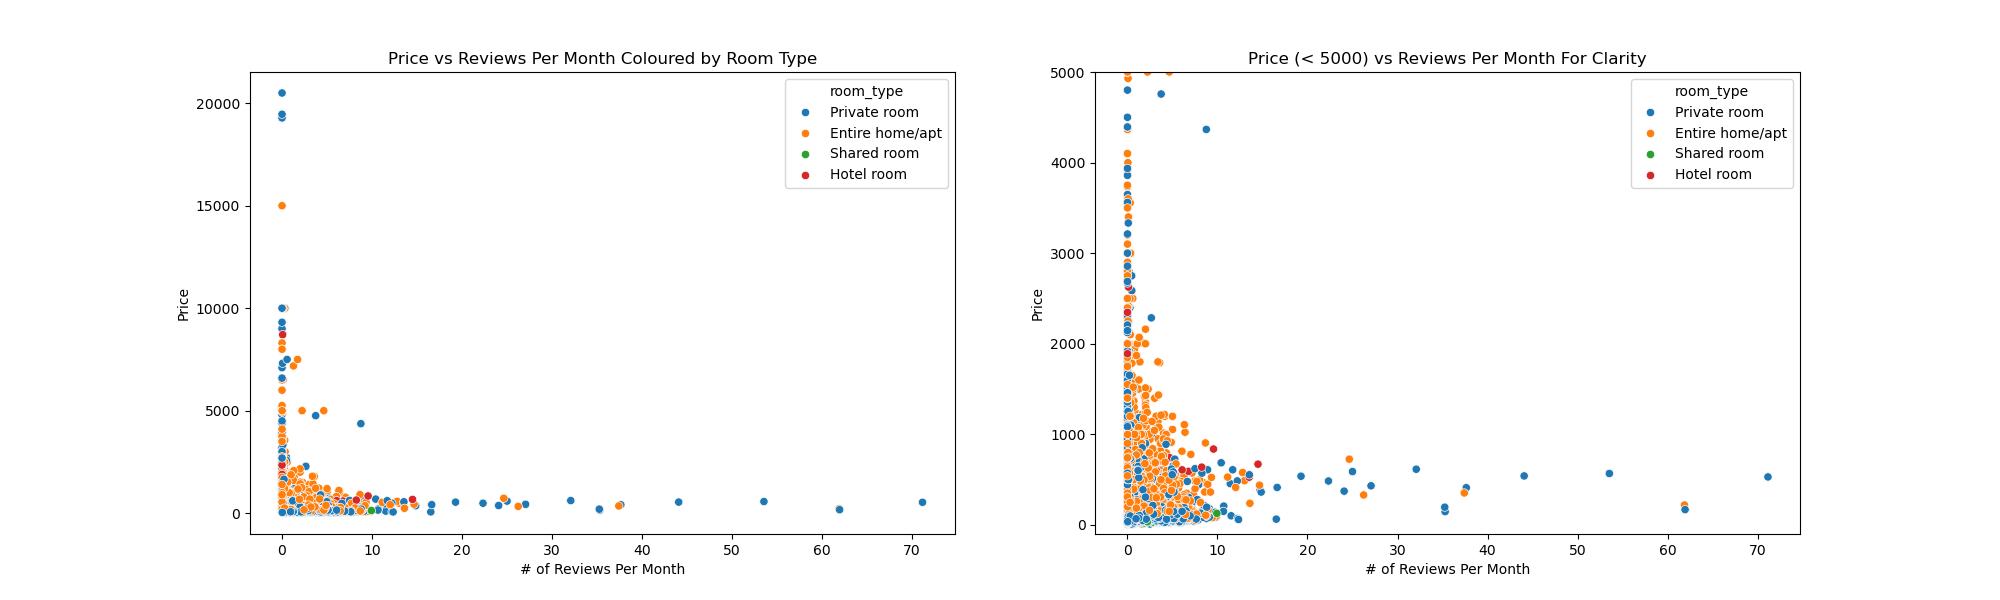 Price vs Reviews Per Month Coloured by Room Type
20000
15000
10000
5000
0
Price
0 10 20 30 40 50 60 70
# of Reviews Per Month
room_type
Private room
Entire home/apt
Shared room
Hotel room
Price (< 5000) vs Reviews Per Month For Clarity
5000
4000
3000
2000
1000
0
Price
0 10 20 30 40 50 60 70
# of Reviews Per Month
room_type
Private room
Entire home/apt
Shared room
Hotel room